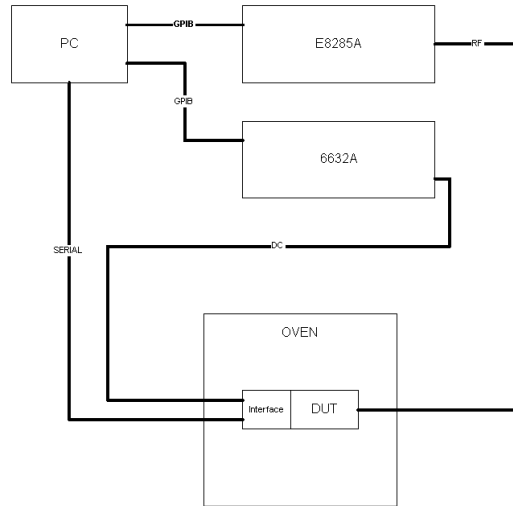 PC
GPIB
E8285A
RF
GPIB
6632A
SERIAL
DC
OVEN
Interface
DUT